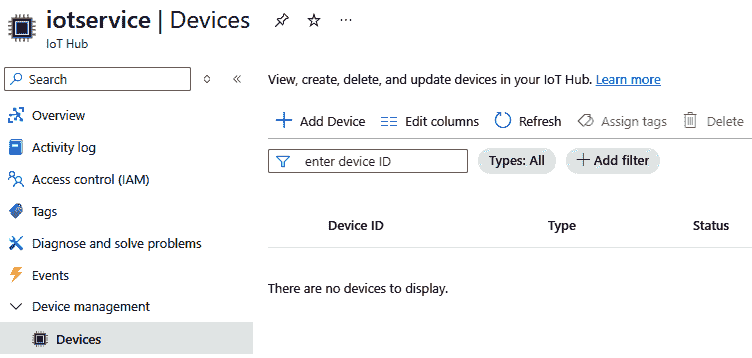 iotservice | Devices
IoT Hub
Search
Overview
Activity log
Access control (IAM)
Tags
Diagnose and solve problems
Events
Device management
Devices
View, create, delete, and update devices in your IoT Hub. Learn more
Add Device Edit columns Refresh Assign tags Delete
enter device ID Types: All Add filter
Device ID Type Status
There are no devices to display.